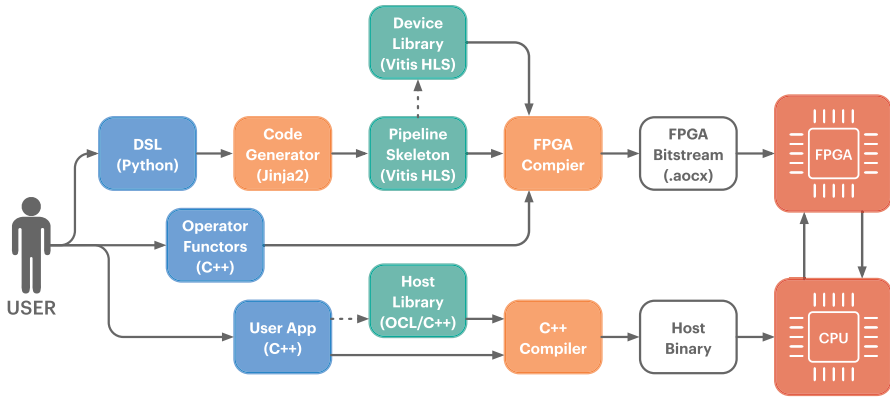 Device
Library
(Vitis HLS)
DSL
(Python)
Code
Generator
(Jinja2)
Pipeline
Skeleton
(Vitis HLS)
FPGA
Compier
FPGA
Bitstream
(.aocx)
FPGA
Operator
Functors
(C++)
USER
User App
(C++)
Host
Library
(OCL/C++)
C++
Compiler
Host
Binary
CPU